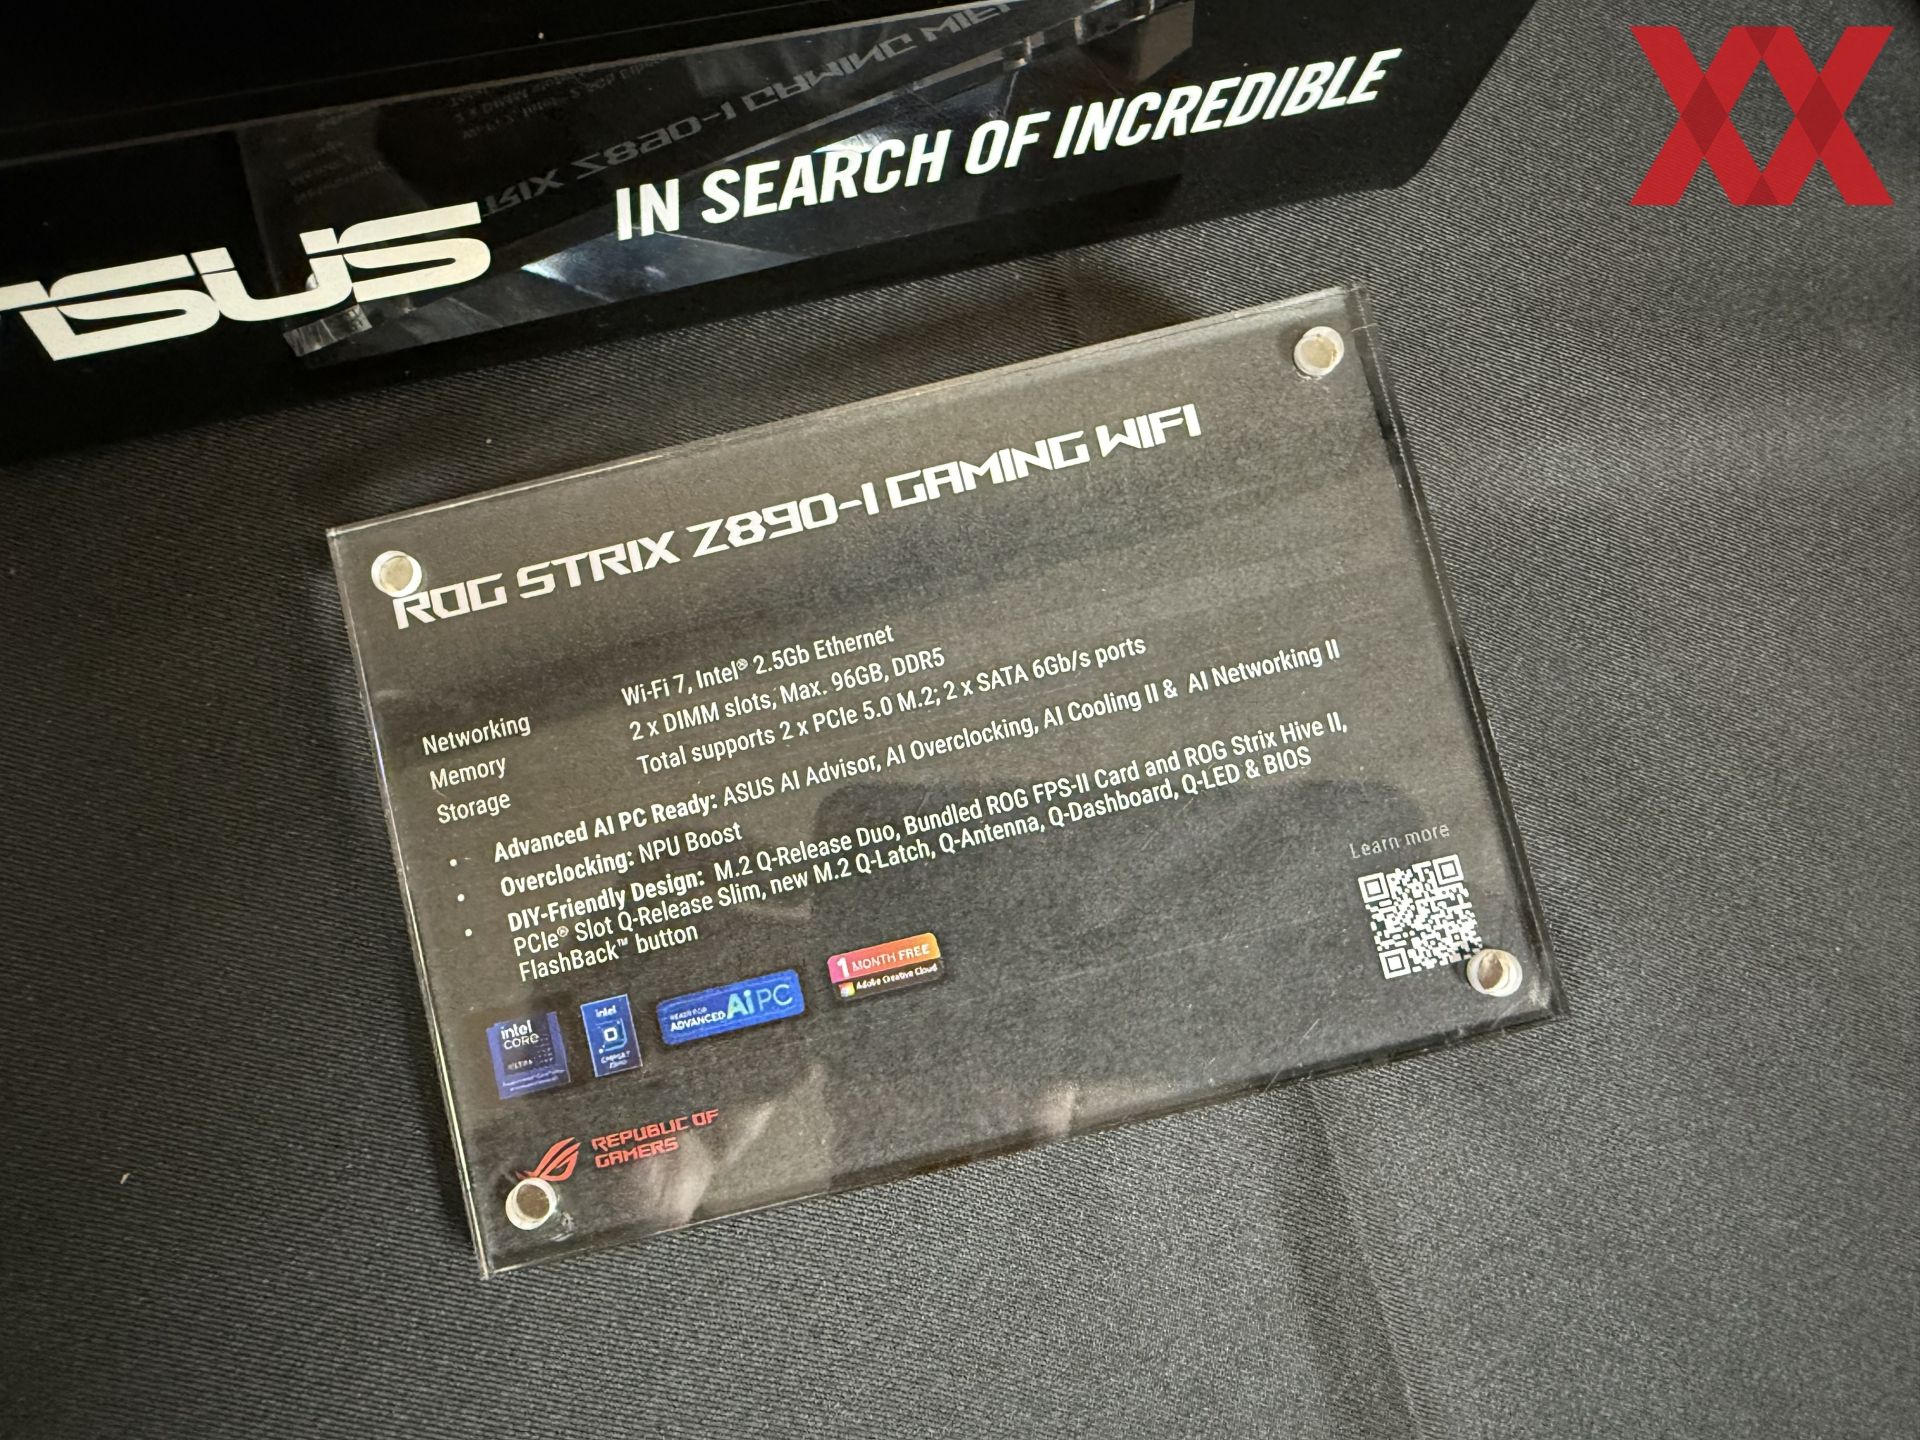 ASUS
IN SEARCH OF INCREDIBLE
ROG STRIX Z890-I GAMING WIFI
Networking Wi-Fi 7, Intel® 2.5Gb Ethernet
Memory 2 x DIMM slots, Max. 96GB, DDR5
Storage Total supports 2 x PCIe 5.0 M.2; 2 x SATA 6Gb/s ports
• Advanced AI PC Ready: ASUS AI Advisor, AI Overclocking, AI Cooling II & AI Networking II
• Overclocking: NPU Boost
• DIY-Friendly Design: M.2 Q-Release Duo, Bundled ROG FPS-II Card and ROG Strix Hive II,
PCIe® Slot Q-Release Slim, new M.2 Q-Latch, Q-Antenna, Q-Dashboard, Q-LED & BIOS
FlashBack™ button
Learn more
intel
CORE
ULTRA
intel
CHIPSET
READY FOR
ADVANCED AI PC
1 MONTH FREE
Adobe Creative Cloud
REPUBLIC OF
GAMERS